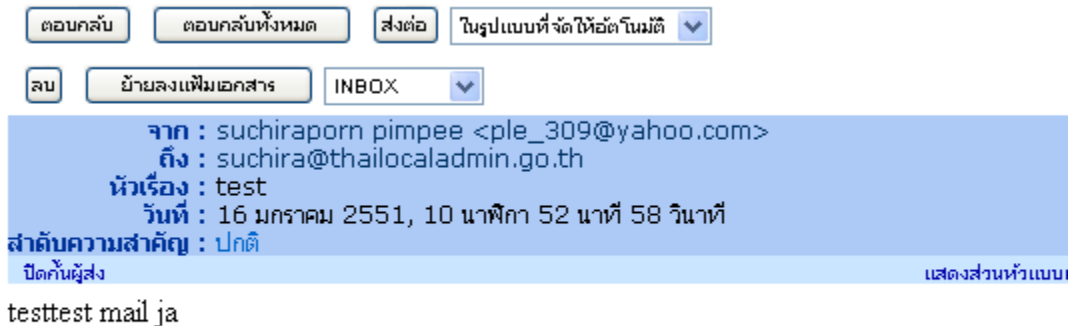 ตอบกลับ ตอบกลับทั้งหมด ส่งต่อ ในรูปแบบที่จัดให้อัตโนมัติ
ลบ ย้ายลงแฟ้มเอกสาร INBOX
จาก : suchiraporn pimpee <ple_309@yahoo.com>
ถึง : suchira@thailocaladmin.go.th
หัวเรื่อง : test
วันที่ : 16 มกราคม 2551, 10 นาฬิกา 52 นาที 58 วินาที
ลำดับความสำคัญ : ปกติ
ปิดกั้นผู้ส่ง แสดงส่วนหัวแบบ
testtest mail ja